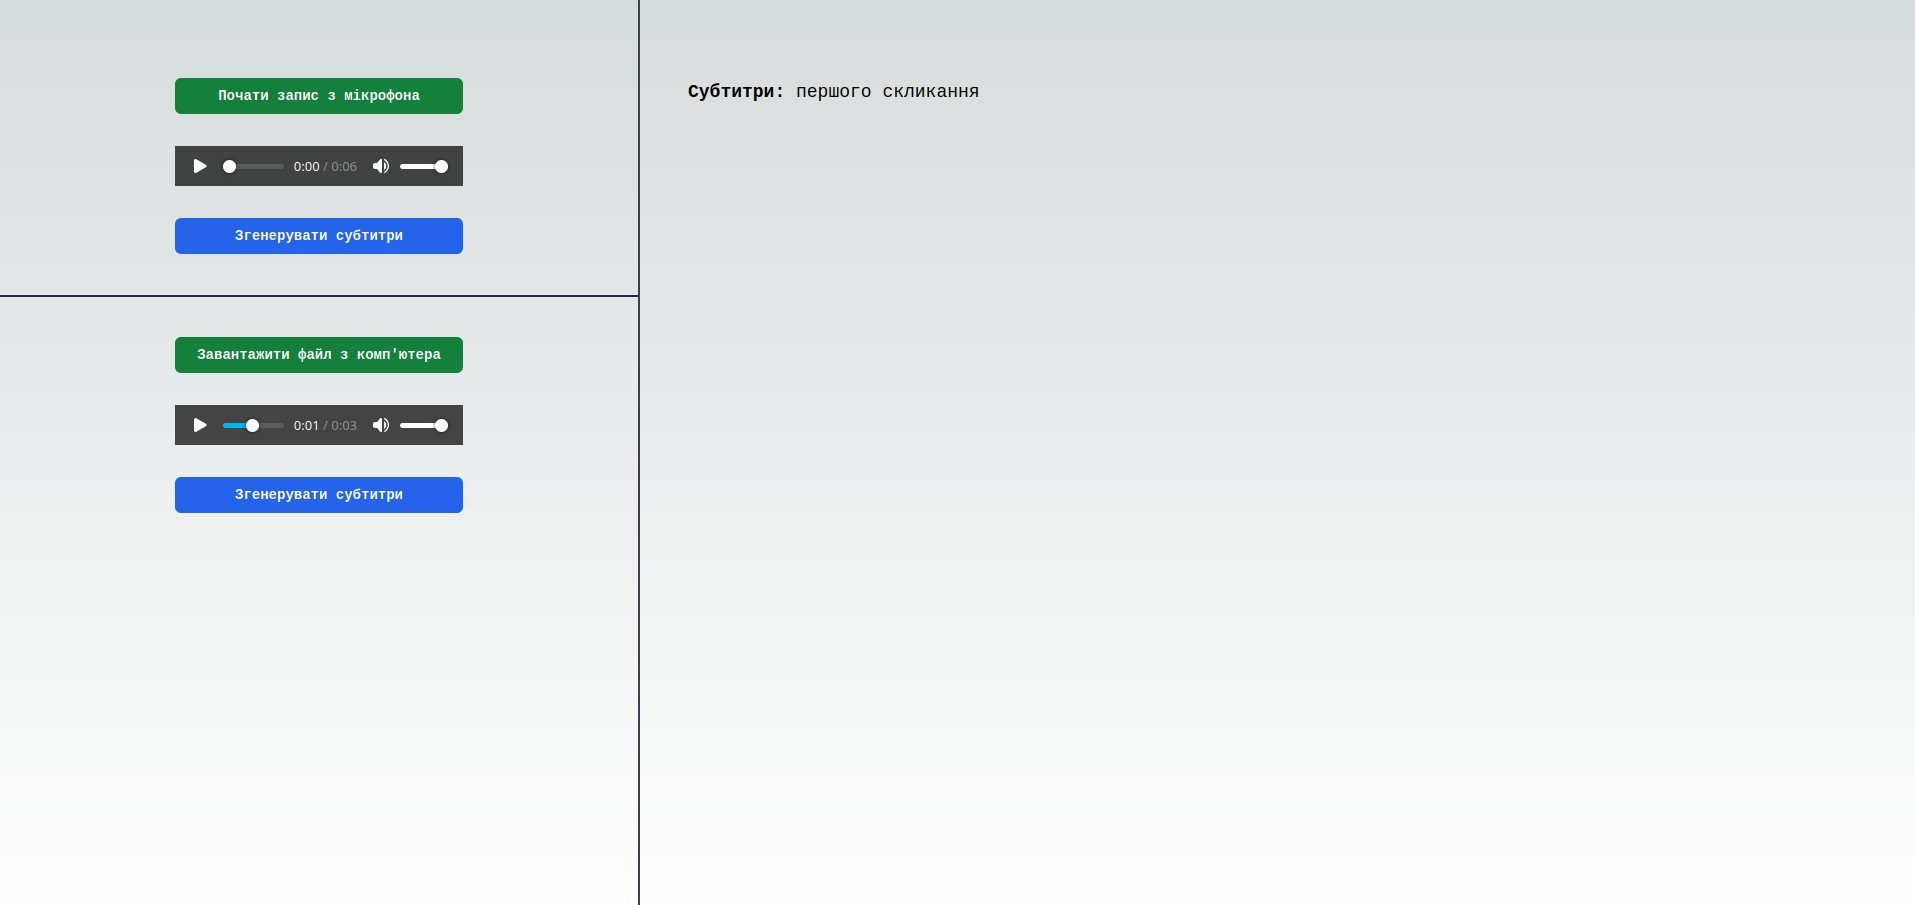 Почати запис з мікрофона
0:00 / 0:06
Згенерувати субтитри
Завантажити файл з комп'ютера
0:01 / 0:03
Згенерувати субтитри
Субтитри: першого скликання